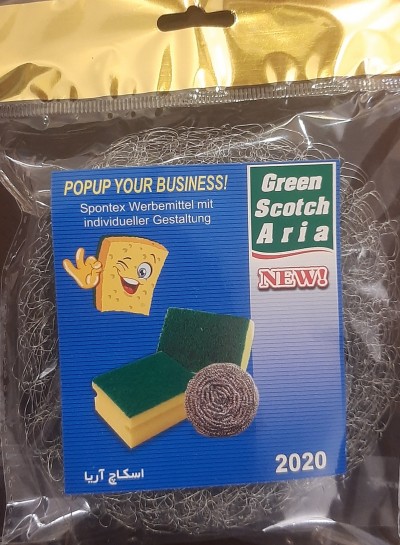 POPUP YOUR BUSINESS!
Spontex Werbemittel mit
individueller Gestaltung
Green
Scotch
Aria
NEW!
اسکاچ آریا
2020